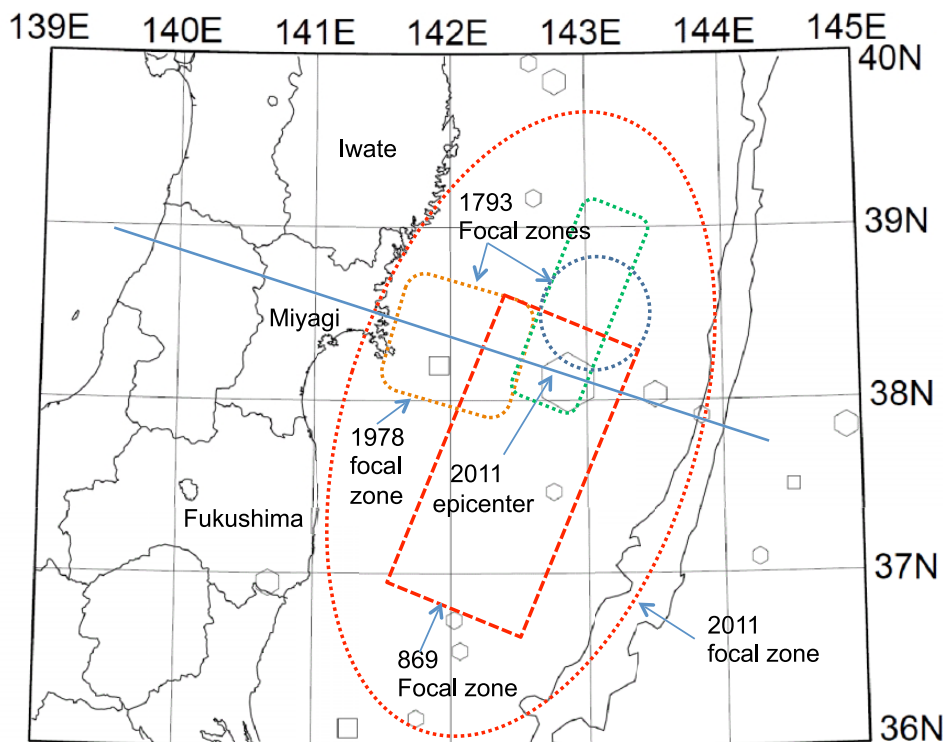 139E 140E 141E 142E 143E 144E 145E
40N
Iwate
1793
Focal zones
39N
Miyagi
38N
1978
focal
zone
2011
epicenter
Fukushima
37N
2011
focal zone
869
Focal zone
36N